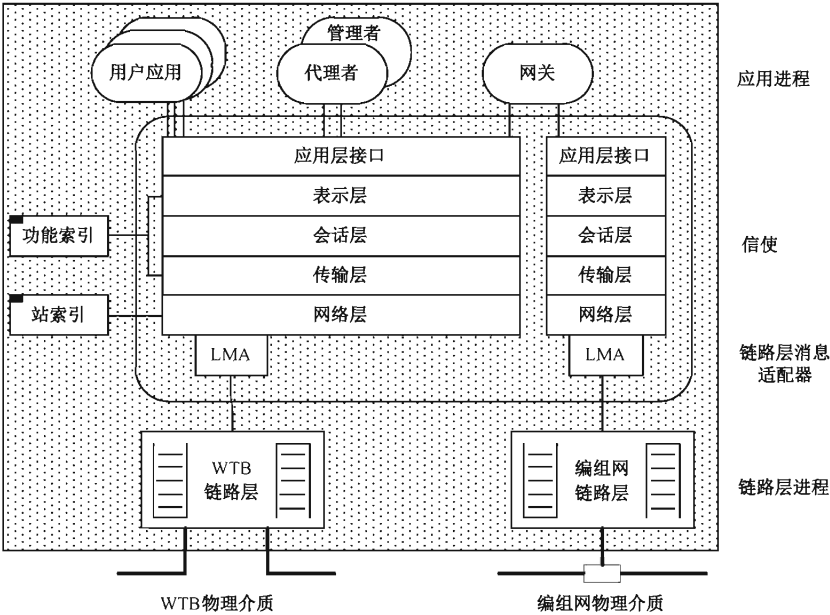 管理者
用户应用
代理者
网关
应用进程
应用层接口
应用层接口
表示层
表示层
功能索引
会话层
会话层
信使
传输层
传输层
站索引
网络层
网络层
LMA
LMA
链路层消息
适配器
WTB
链路层
编组网
链路层
链路层进程
WTB物理介质
编组网物理介质